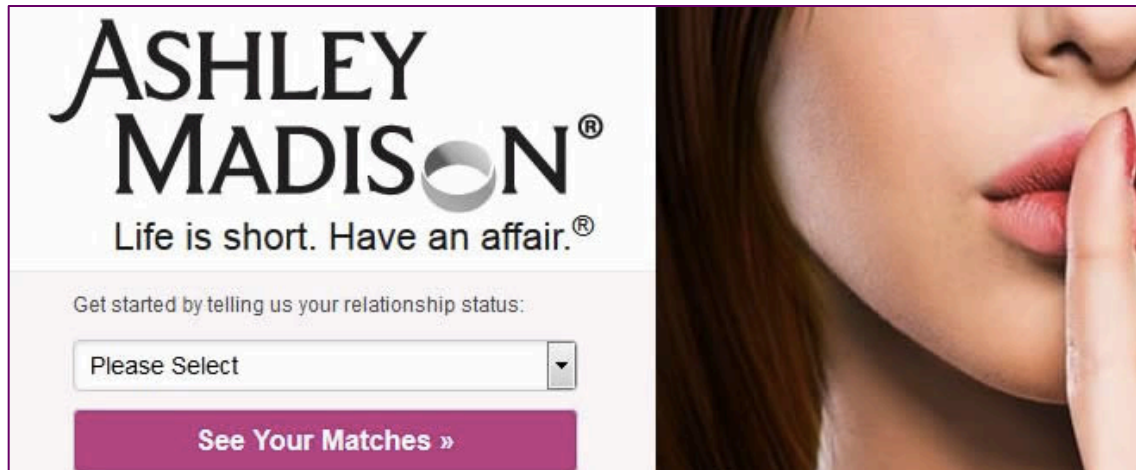 ASHLEY
MADISON®
Life is short. Have an affair.®
Get started by telling us your relationship status:
Please Select
See Your Matches »